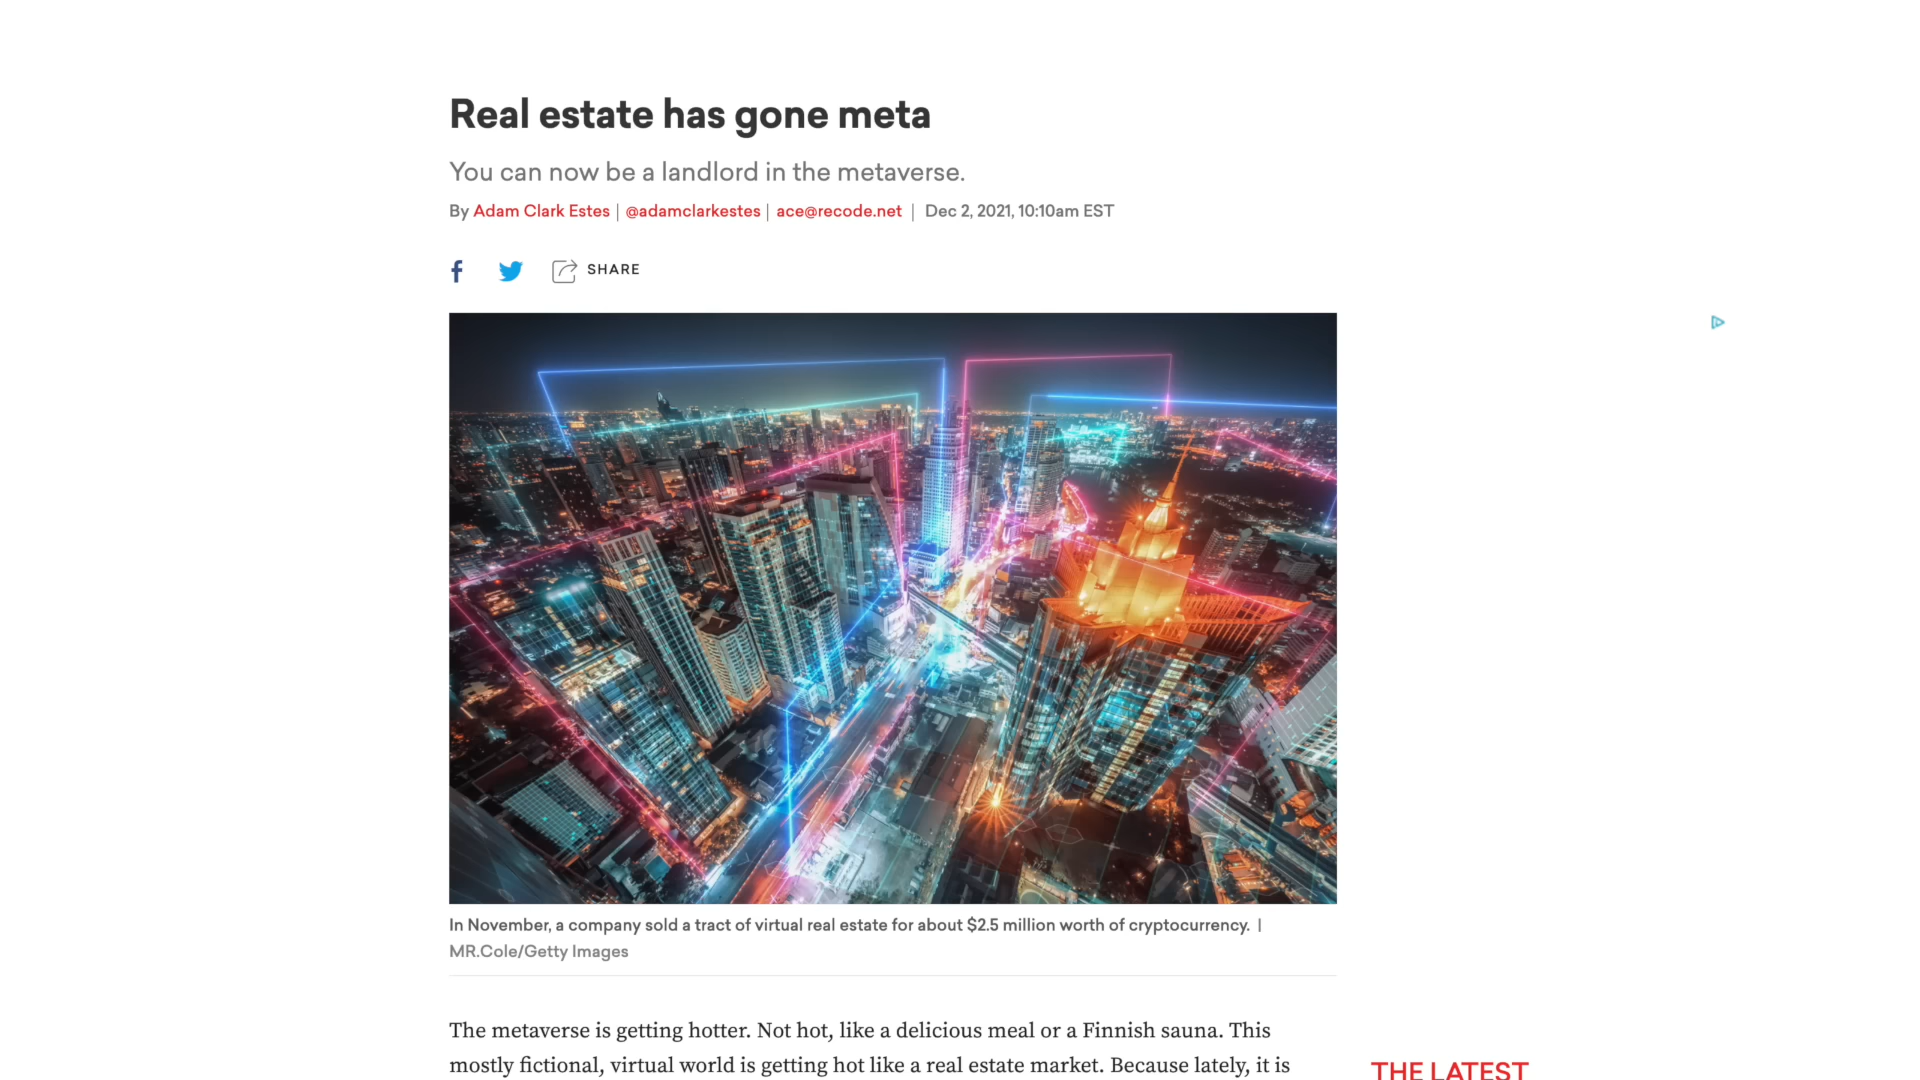 Real estate has gone meta
You can now be a landlord in the metaverse.
By Adam Clark Estes | @adamclarkestes | ace@recode.net | Dec 2, 2021, 10:10am EST
SHARE
In November, a company sold a tract of virtual real estate for about $2.5 million worth of cryptocurrency. |
MR.Cole/Getty Images
The metaverse is getting hotter. Not hot, like a delicious meal or a Finnish sauna. This
mostly fictional, virtual world is getting hot like a real estate market. Because lately, it is
THE LATEST